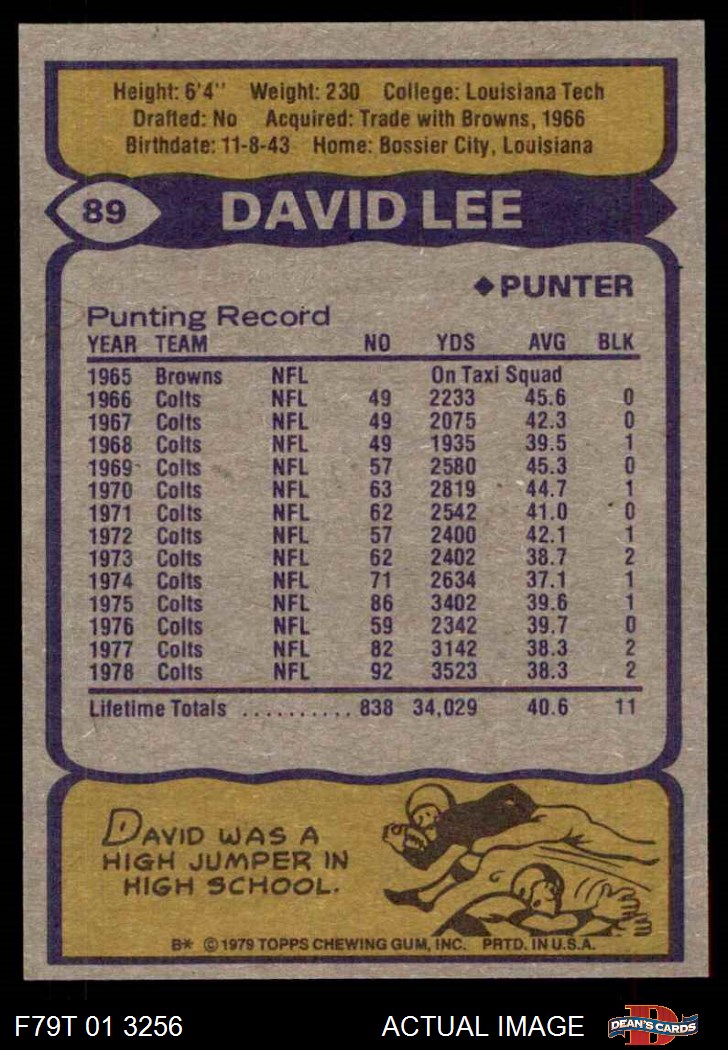 Height: 6'4" Weight: 230 College: Louisiana Tech
Drafted: No Acquired: Trade with Browns, 1966
Birthdate: 11-8-43 Home: Bossier City, Louisiana
89 DAVID LEE
◆PUNTER
Punting Record
YEAR TEAM NO YDS AVG BLK
1965 Browns NFL On Taxi Squad
1966 Colts NFL 49 2233 45.6 0
1967 Colts NFL 49 2075 42.3 0
1968 Colts NFL 49 1935 39.5 1
1969 Colts NFL 57 2580 45.3 0
1970 Colts NFL 63 2819 44.7 1
1971 Colts NFL 62 2542 41.0 0
1972 Colts NFL 57 2400 42.1 1
1973 Colts NFL 62 2402 38.7 2
1974 Colts NFL 71 2634 37.1 1
1975 Colts NFL 86 3402 39.6 1
1976 Colts NFL 59 2342 39.7 0
1977 Colts NFL 82 3142 38.3 2
1978 Colts NFL 92 3523 38.3 2
Lifetime Totals .......... 838 34,029 40.6 11
DAVID WAS A
HIGH JUMPER IN
HIGH SCHOOL.
B* © 1979 TOPPS CHEWING GUM, INC. PRTD. IN U.S.A.
F79T 01 3256 ACTUAL IMAGE D DEAN'S CARDS